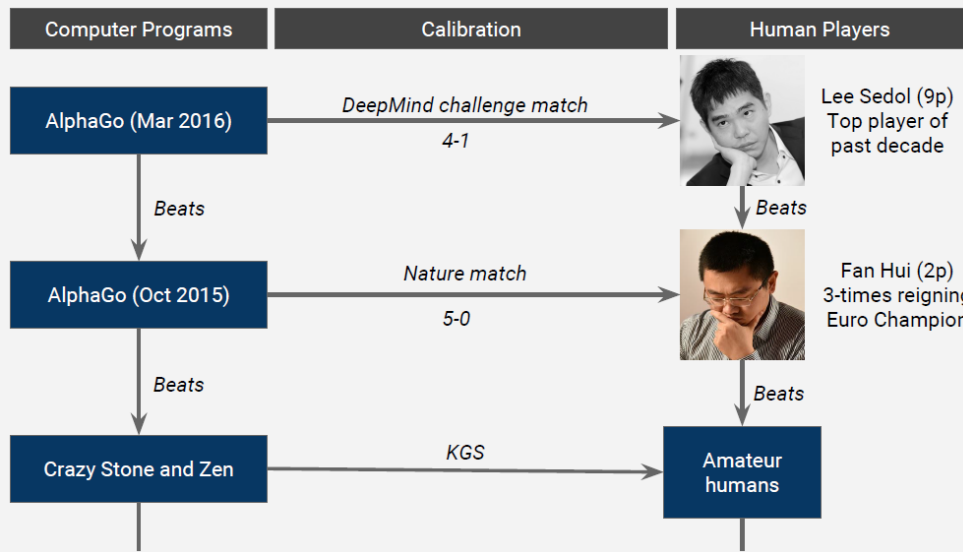 Computer Programs
Calibration
Human Players
AlphaGo (Mar 2016)
DeepMind challenge match
4-1
Lee Sedol (9p)
Top player of
past decade
Beats
Beats
AlphaGo (Oct 2015)
Nature match
5-0
Fan Hui (2p)
3-times reigning
Euro Champion
Beats
Beats
Crazy Stone and Zen
KGS
Amateur
humans